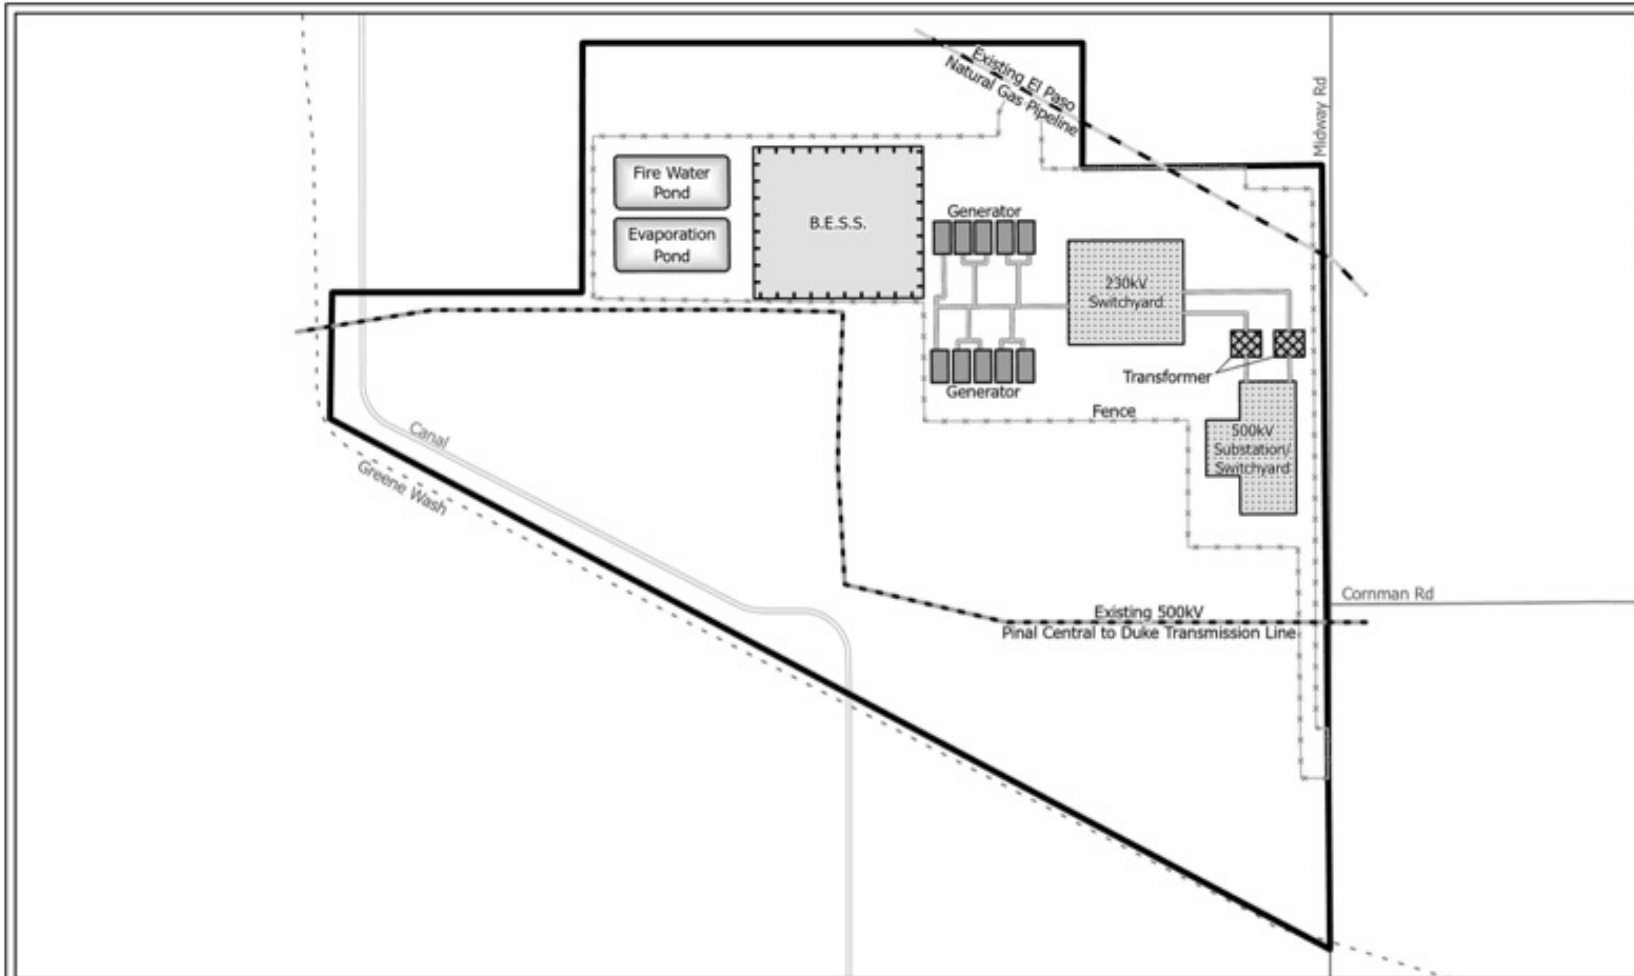 Existing El Paso
Natural Gas Pipeline
Midway Rd
Fire Water
Pond
B.E.S.S.
Generator
Evaporation
Pond
230kV
Switchyard
Transformer
Generator
Fence
500kV
Substation/
Switchyard
Canal
Greene Wash
Cornman Rd
Existing 500kV
Pinal Central to Duke Transmission Line